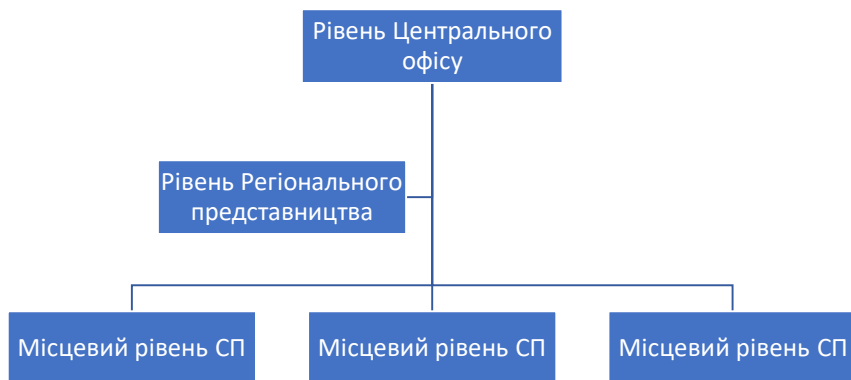 Рівень Центрального
офісу
Рівень Регіонального
представництва
Місцевий рівень СП
Місцевий рівень СП
Місцевий рівень СП